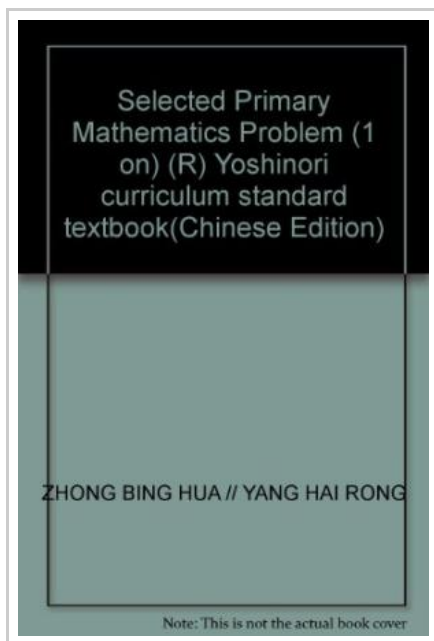 Selected Primary
Mathematics Problem (1
on) (R) Yoshinori
curriculum standard
textbook(Chinese Edition)
ZHONG BING HUA // YANG HAI RONG
Note: This is not the actual book cover